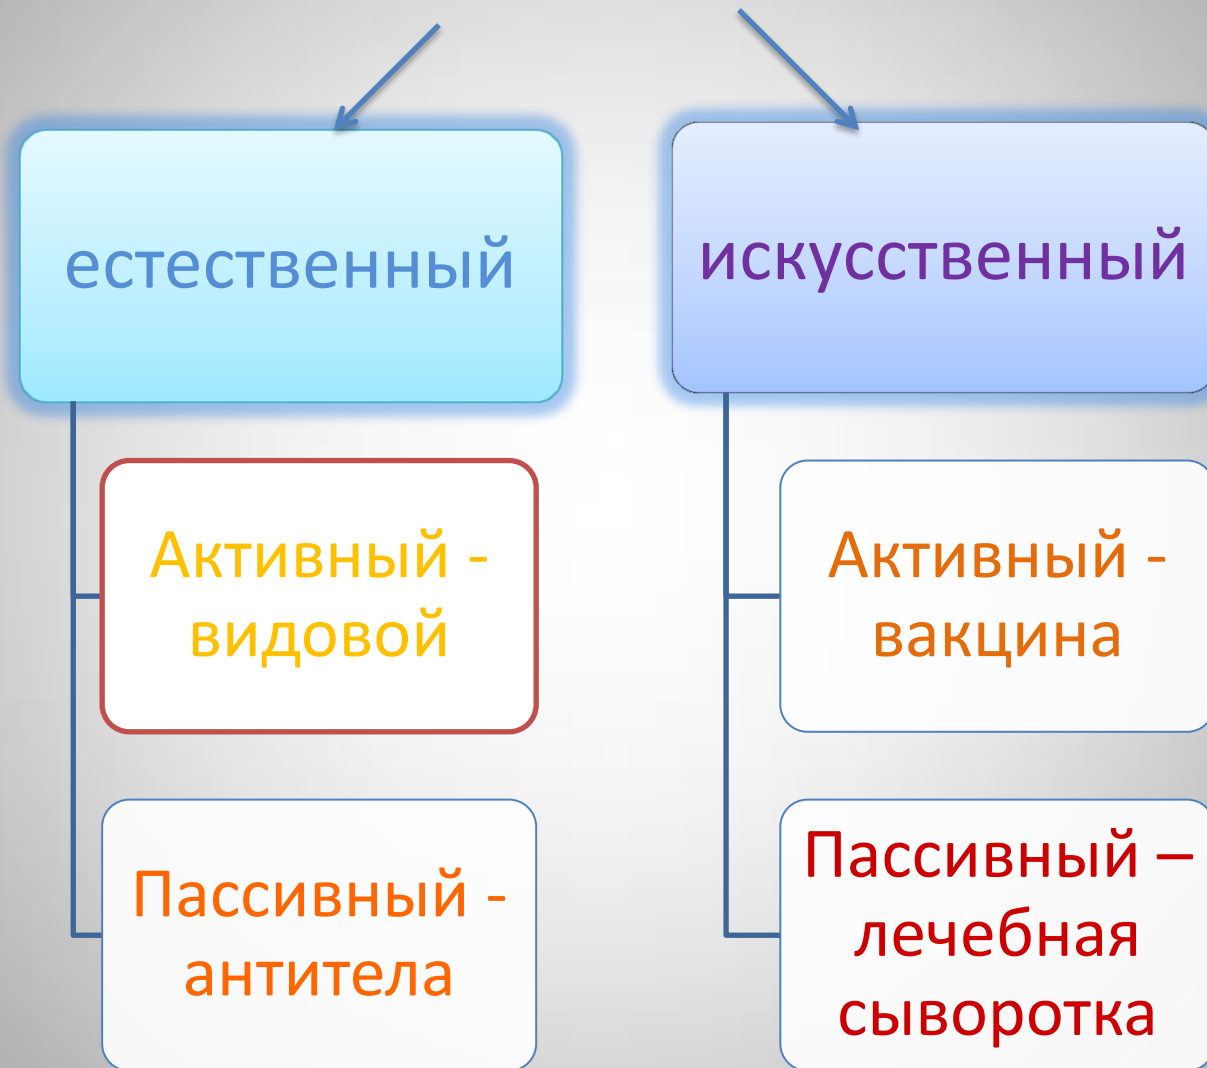 естественный
искусственный
Активный -
видовой
Активный -
вакцина
Пассивный -
антитела
Пассивный –
лечебная
сыворотка